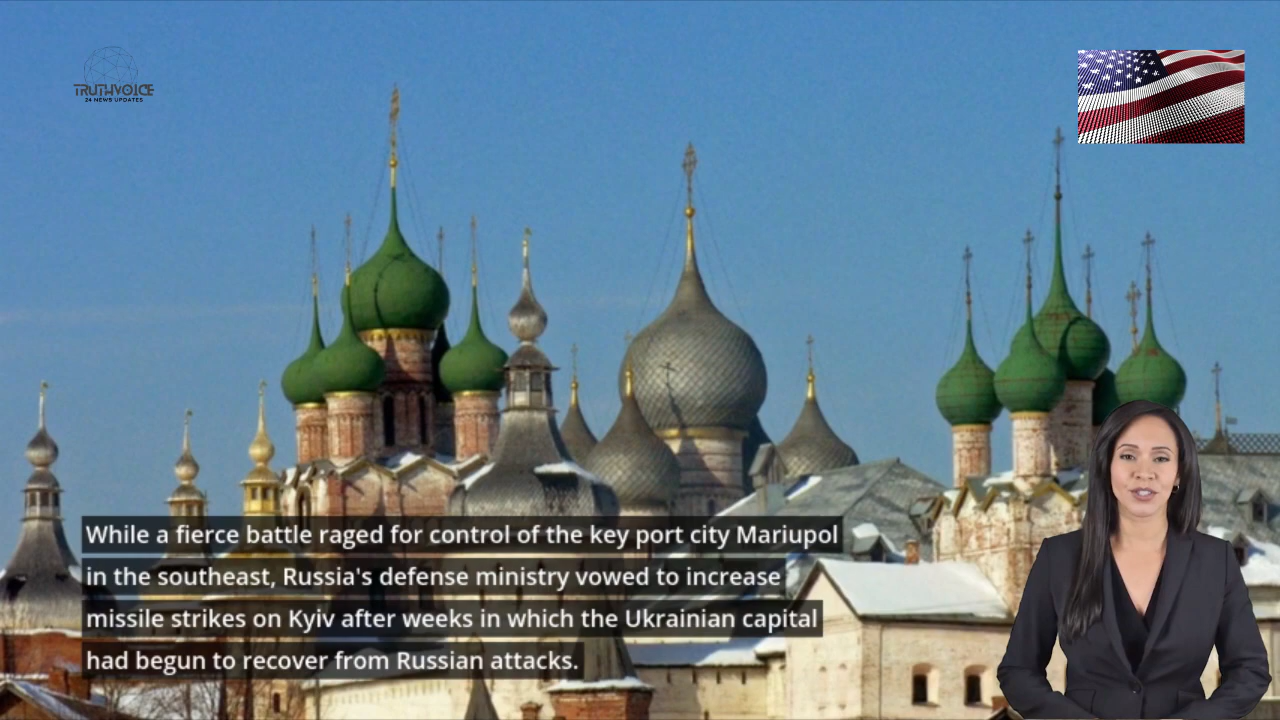 TRUTHVOICE
24 NEWS UPDATES
While a fierce battle raged for control of the key port city Mariupol
in the southeast, Russia's defense ministry vowed to increase
missile strikes on Kyiv after weeks in which the Ukrainian capital
had begun to recover from Russian attacks.